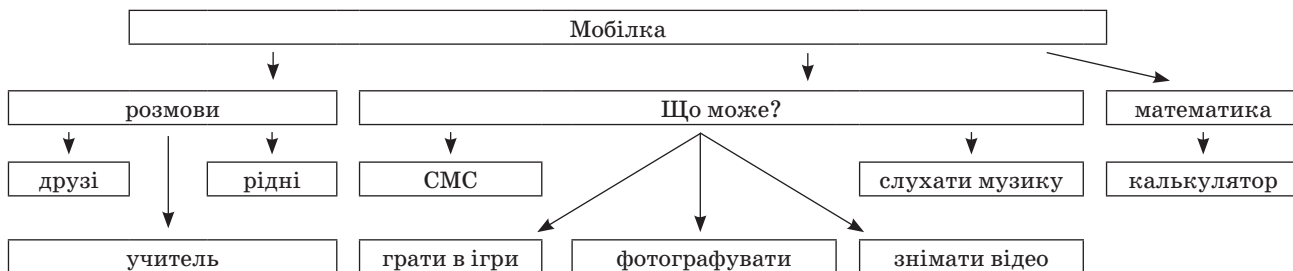 Мобілка
розмови Що може? математика
друзі рідні СМС слухати музику калькулятор
учитель грати в ігри фотографувати знімати відео